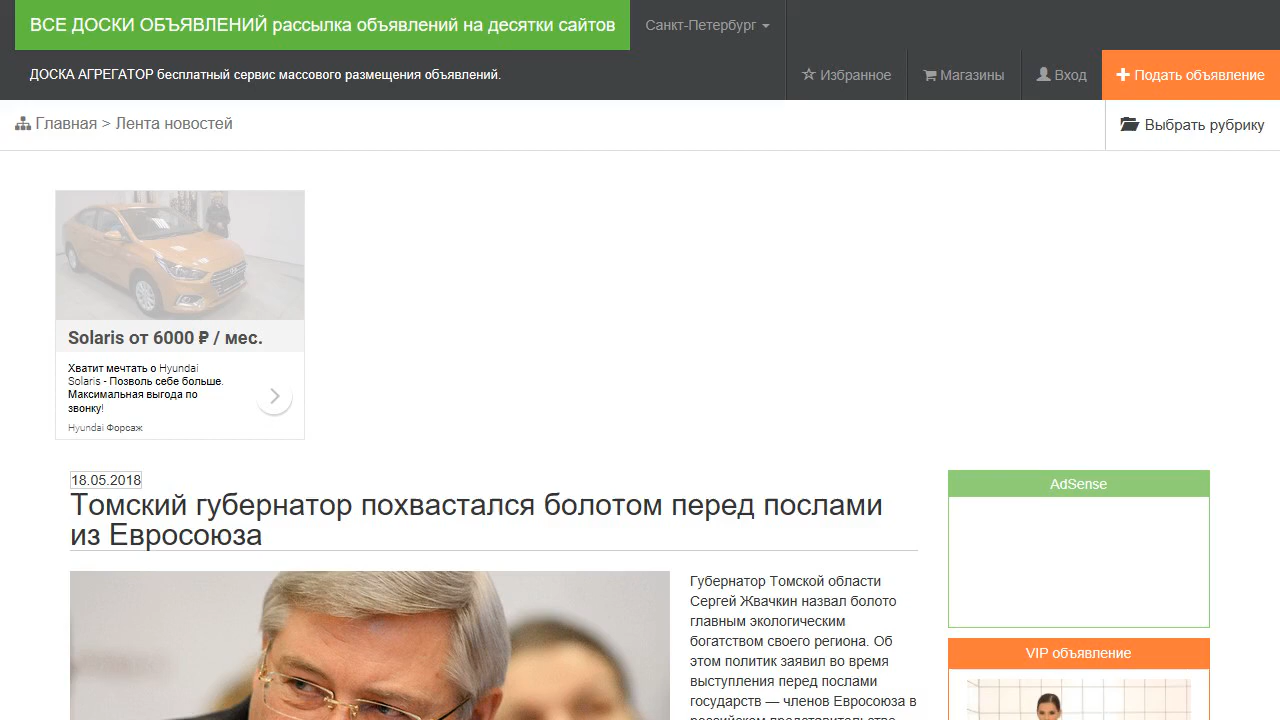 ВСЕ ДОСКИ ОБЪЯВЛЕНИЙ рассылка объявлений на десятки сайтов
Санкт-Петербург
ДОСКА АГРЕГАТОР бесплатный сервис массового размещения объявлений.
Избранное
Магазины
Вход
Подать объявление
Главная > Лента новостей
Выбрать рубрику
Solaris от 6000 ₽ / мес.
Хватит мечтать о Hyundai
Solaris - Позволь себе больше.
Максимальная выгода по
звонку!
Hyundai Форсаж
18.05.2018
Томский губернатор похвастался болотом перед послами
из Евросоюза
Губернатор Томской области
Сергей Жвачкин назвал болото
главным экологическим
богатством своего региона. Об
этом политик заявил во время
выступления перед послами
государств — членов Евросоюза в
российском представительстве
AdSense
VIP объявление